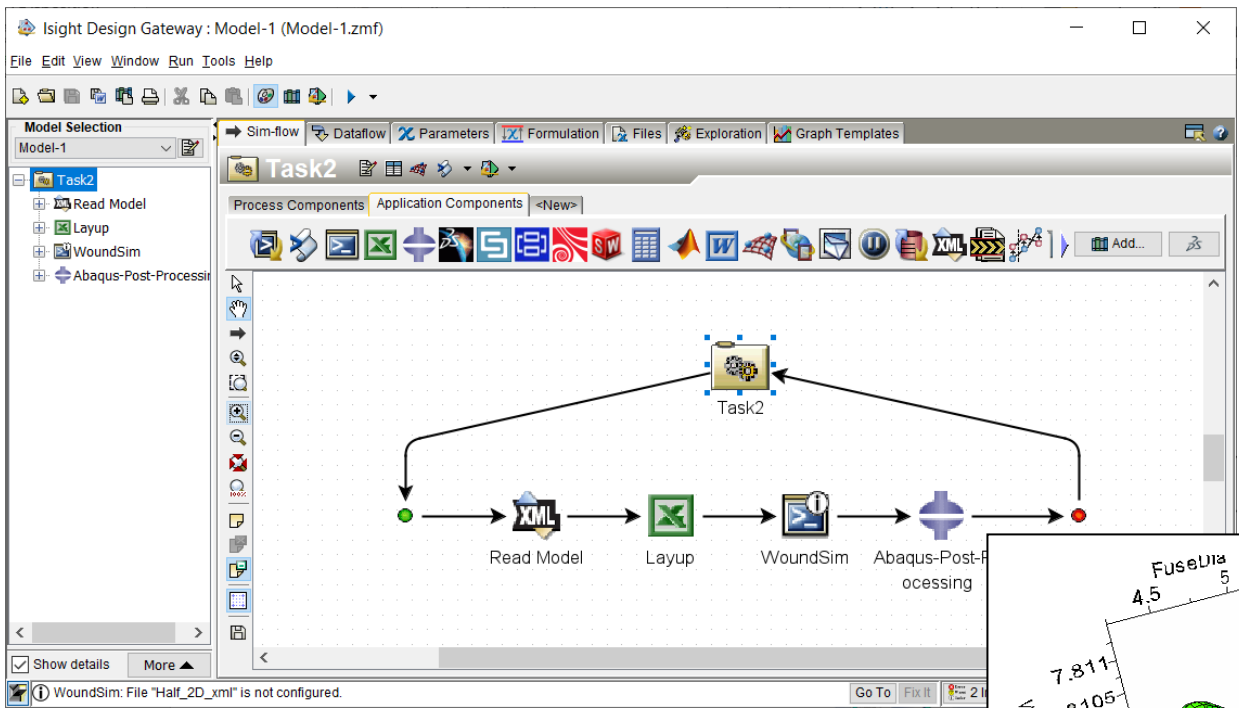 Isight Design Gateway : Model-1 (Model-1.zmf)
File Edit View Window Run Tools Help
Model Selection
Model-1
Task2
Read Model
Layup
WoundSim
Abaqus-Post-Processin
Sim-flow Dataflow Parameters Formulation Files Exploration Graph Templates
Task2
Process Components Application Components <New>
Add...
Task2
Read Model Layup WoundSim Abaqus-Post-P
ocessing
100%
Show details More
WoundSim: File "Half_2D_xml" is not configured.
Go To Fix It 2 I
FuseDia
4.5 5
7.811
8105